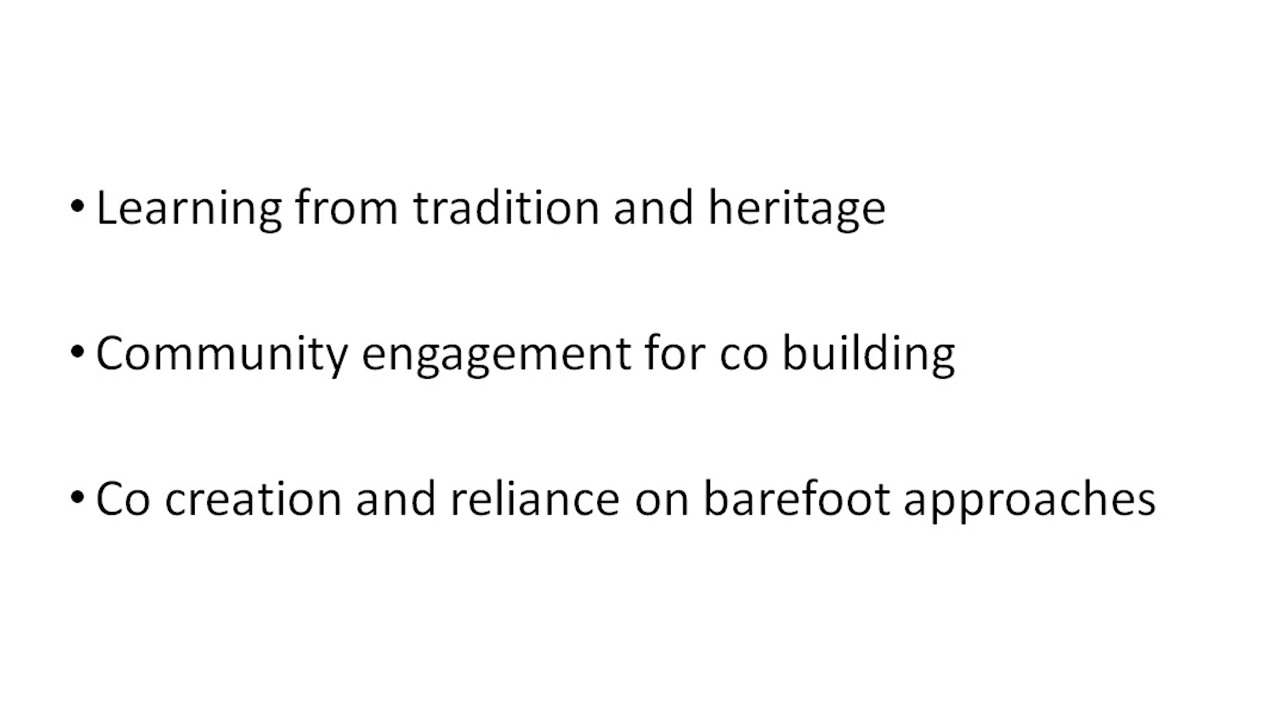 • Learning from tradition and heritage
• Community engagement for co building
• Co creation and reliance on barefoot approaches